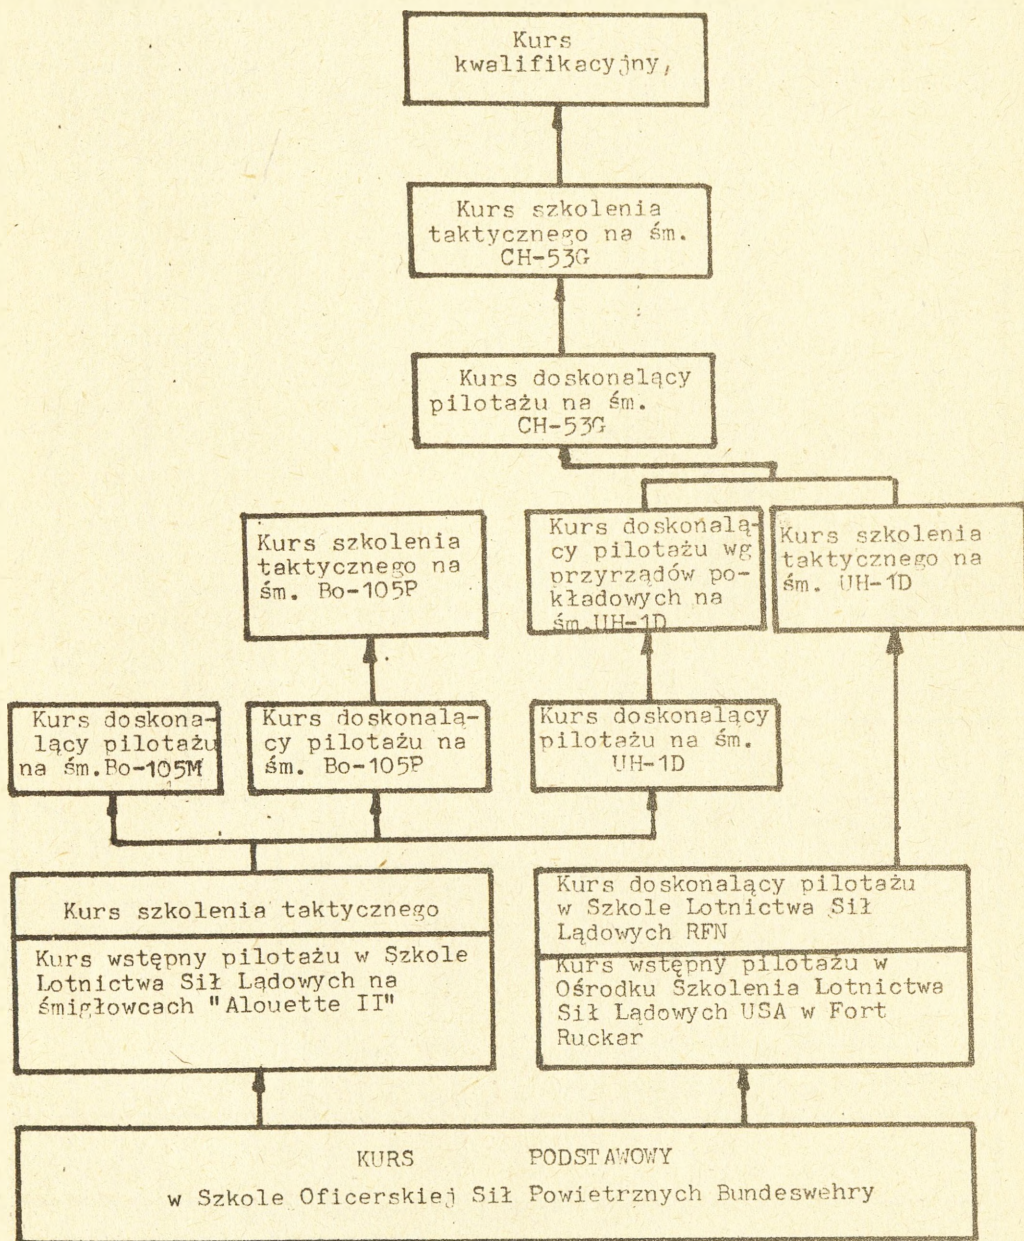 Kurs
kwalifikacyjny,
Kurs szkolenia
taktycznego na śm.
CH-53G
Kurs doskonalący
pilotażu na śm.
CH-53G
Kurs szkolenia
taktycznego na
śm. Bo-105P
Kurs doskonalą-
cy pilotażu wg
przyrządów po-
kładowych na
śm.UH-1D
Kurs szkolenia
taktycznego na
śm. UH-1D
Kurs doskona-
lący pilotażu
na śm.Bo-105M
Kurs doskonalą-
cy pilotażu na
śm. Bo-105P
Kurs doskonalący
pilotażu na śm.
UH-1D
Kurs szkolenia taktycznego
Kurs wstępny pilotażu w Szkole
Lotnictwa Sił Lądowych na
śmigłowcach "Alouette II"
Kurs doskonalący pilotażu
w Szkole Lotnictwa Sił
Lądowych RFN
Kurs wstępny pilotażu w
Ośrodku Szkolenia Lotnictwa
Sił Lądowych USA w Fort
Ruckar
KURS PODSTAWOWY
w Szkole Oficerskiej Sił Powietrznych Bundeswehry